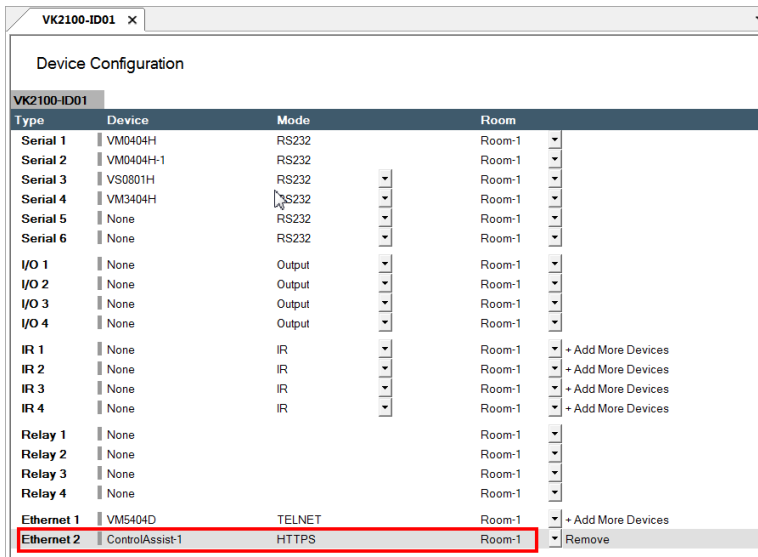 VK2100-ID01 ×
Device Configuration
VK2100-ID01
Type Device Mode Room
Serial 1 VM0404H RS232 Room-1
Serial 2 VM0404H-1 RS232 Room-1
Serial 3 VS0801H RS232 Room-1
Serial 4 VM3404H RS232 Room-1
Serial 5 None RS232 Room-1
Serial 6 None RS232 Room-1
I/O 1 None Output Room-1
I/O 2 None Output Room-1
I/O 3 None Output Room-1
I/O 4 None Output Room-1
IR 1 None IR Room-1 + Add More Devices
IR 2 None IR Room-1 + Add More Devices
IR 3 None IR Room-1 + Add More Devices
IR 4 None IR Room-1 + Add More Devices
Relay 1 None Room-1
Relay 2 None Room-1
Relay 3 None Room-1
Relay 4 None Room-1
Ethernet 1 VM5404D TELNET Room-1 + Add More Devices
Ethernet 2 ControlAssist-1 HTTPS Room-1 Remove